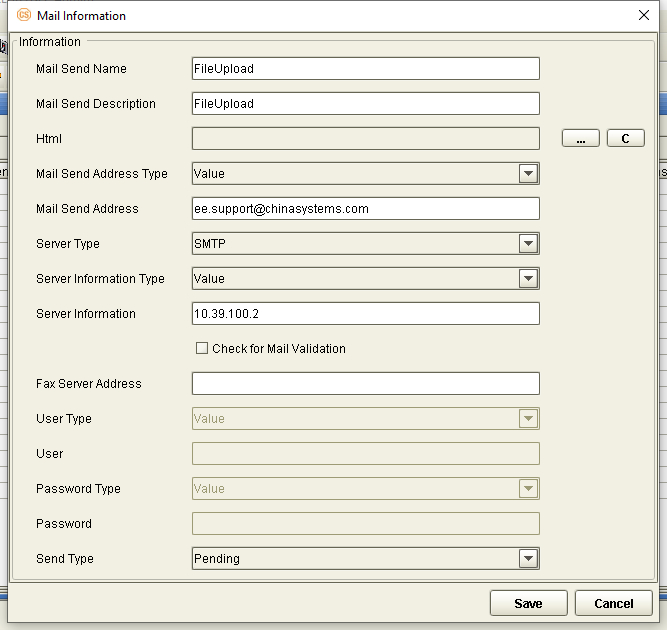 CS Mail Information
Information
Mail Send Name FileUpload
Mail Send Description FileUpload
Html ... C
Mail Send Address Type Value
Mail Send Address ee.support@chinasystems.com
Server Type SMTP
Server Information Type Value
Server Information 10.39.100.2
Check for Mail Validation
Fax Server Address
User Type Value
User
Password Type Value
Password
Send Type Pending
Save Cancel